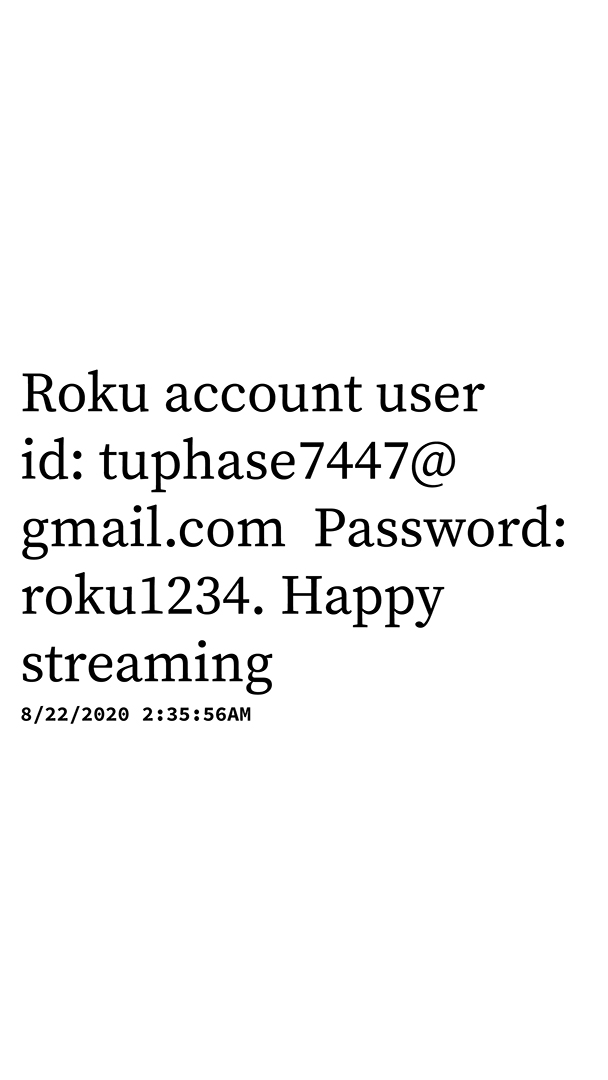 Roku account user
id: tuphase7447@
gmail.com  Password:
roku1234. Happy
streaming
8/22/2020 2:35:56AM